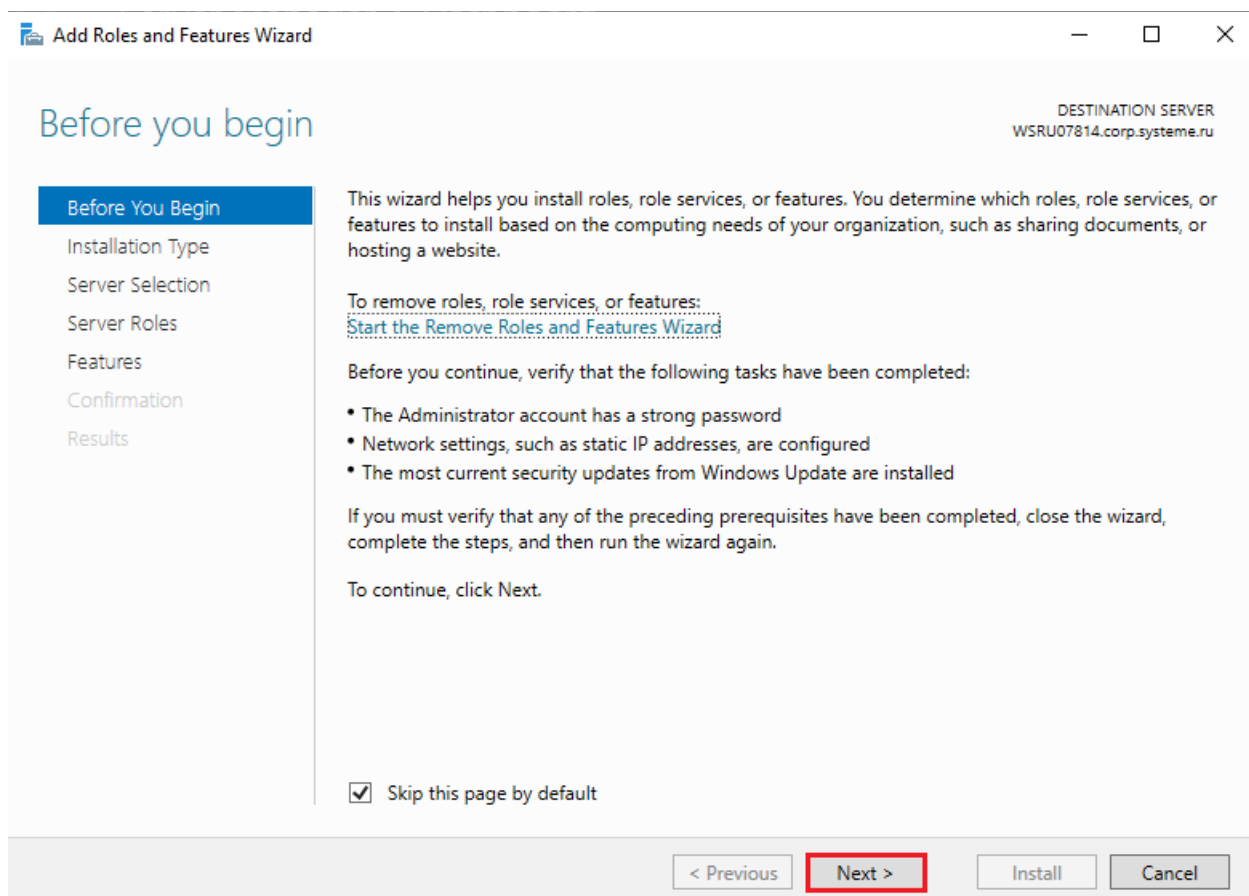 Add Roles and Features Wizard
Before you begin
DESTINATION SERVER
WSRU07814.corp.systeme.ru
Before You Begin
Installation Type
Server Selection
Server Roles
Features
Confirmation
Results
This wizard helps you install roles, role services, or features. You determine which roles, role services, or
features to install based on the computing needs of your organization, such as sharing documents, or
hosting a website.
To remove roles, role services, or features:
Start the Remove Roles and Features Wizard
Before you continue, verify that the following tasks have been completed:
• The Administrator account has a strong password
• Network settings, such as static IP addresses, are configured
• The most current security updates from Windows Update are installed
If you must verify that any of the preceding prerequisites have been completed, close the wizard,
complete the steps, and then run the wizard again.
To continue, click Next.
Skip this page by default
< Previous
Next >
Install
Cancel